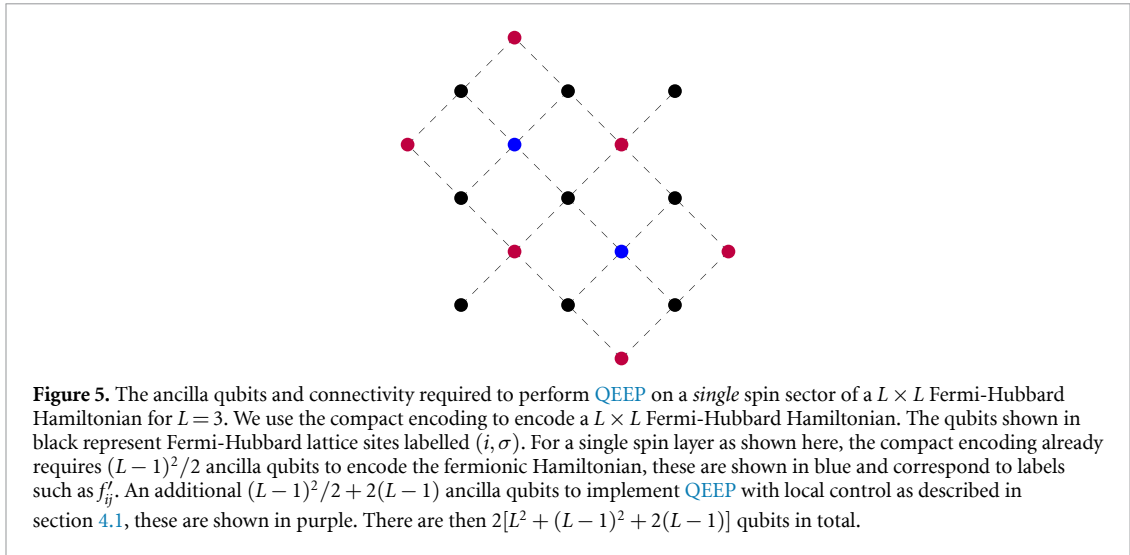 Figure 5. The ancilla qubits and connectivity required to perform QEEP on a single spin sector of a L × L Fermi-Hubbard
Hamiltonian for L = 3. We use the compact encoding to encode a L × L Fermi-Hubbard Hamiltonian. The qubits shown in
black represent Fermi-Hubbard lattice sites labelled (i, σ). For a single spin layer as shown here, the compact encoding already
requires (L − 1)²/2 ancilla qubits to encode the fermionic Hamiltonian, these are shown in blue and correspond to labels
such as f′ij. An additional (L − 1)²/2 + 2(L − 1) ancilla qubits to implement QEEP with local control as described in
section 4.1, these are shown in purple. There are then 2[L² + (L − 1)² + 2(L − 1)] qubits in total.